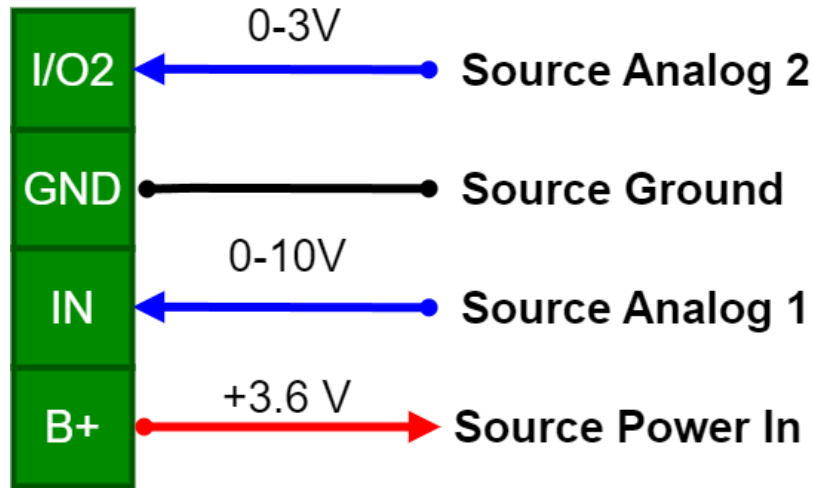 0-3V
I/O2 Source Analog 2
GND Source Ground
0-10V
IN Source Analog 1
+3.6 V
B+ Source Power In